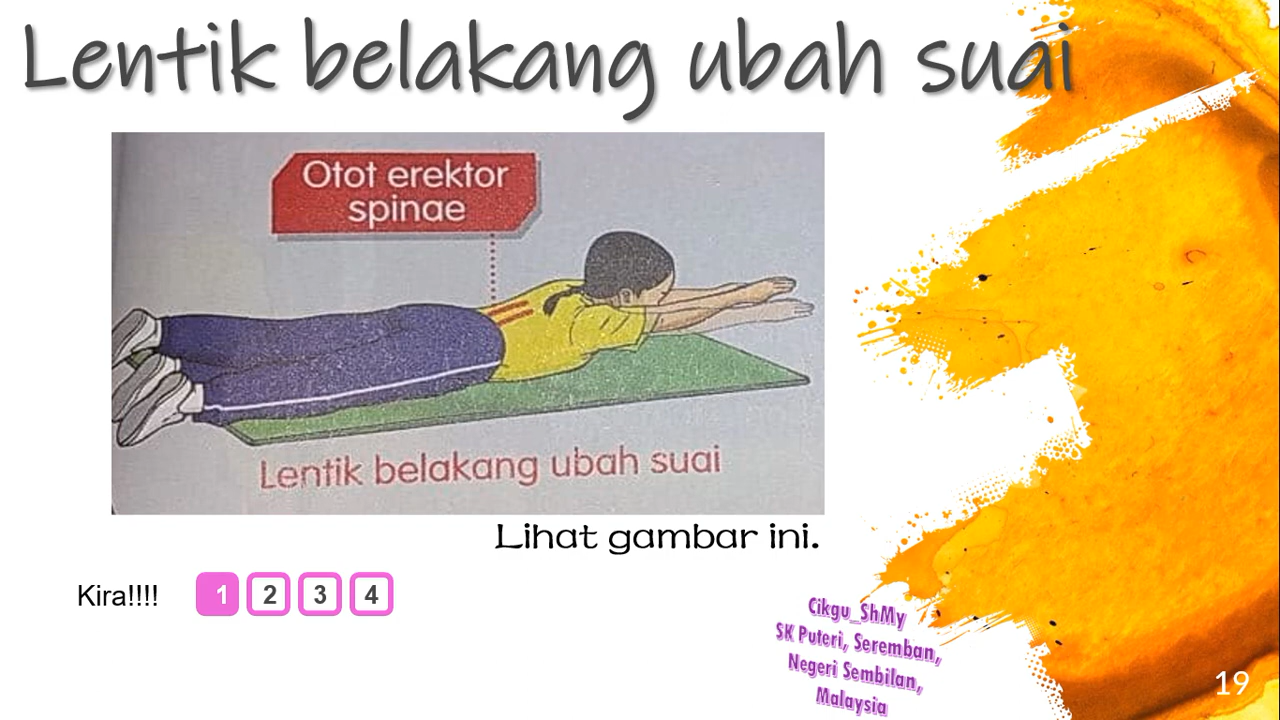 Lentik belakang ubah suai
Otot erektor
spinae
Lentik belakang ubah suai
Lihat gambar ini.
Kira!!!! 1 2 3 4
Cikgu_ShMy
SK Puteri, Seremban,
Negeri Sembilan,
Malaysia
19